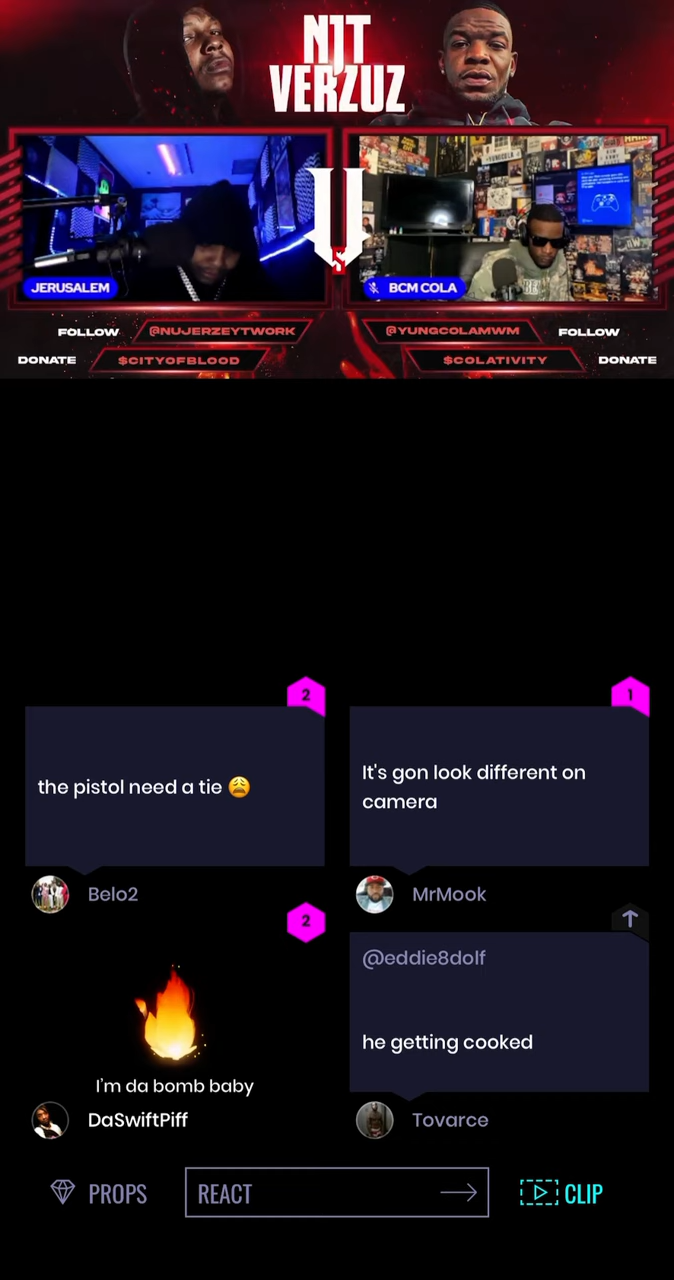 NJT
VERZUZ
JERUSALEM
BCM COLA
FOLLOW
@NUJERZEYTWORK
@YUNGCOLAMWM
FOLLOW
DONATE
$CITYOFBLOOD
$COLATIVITY
DONATE
2
1
the pistol need a tie 😩
It's gon look different on
camera
Belo2
MrMook
2
@eddie8dolf
he getting cooked
I'm da bomb baby
DaSwiftPiff
Tovarce
PROPS
REACT
CLIP